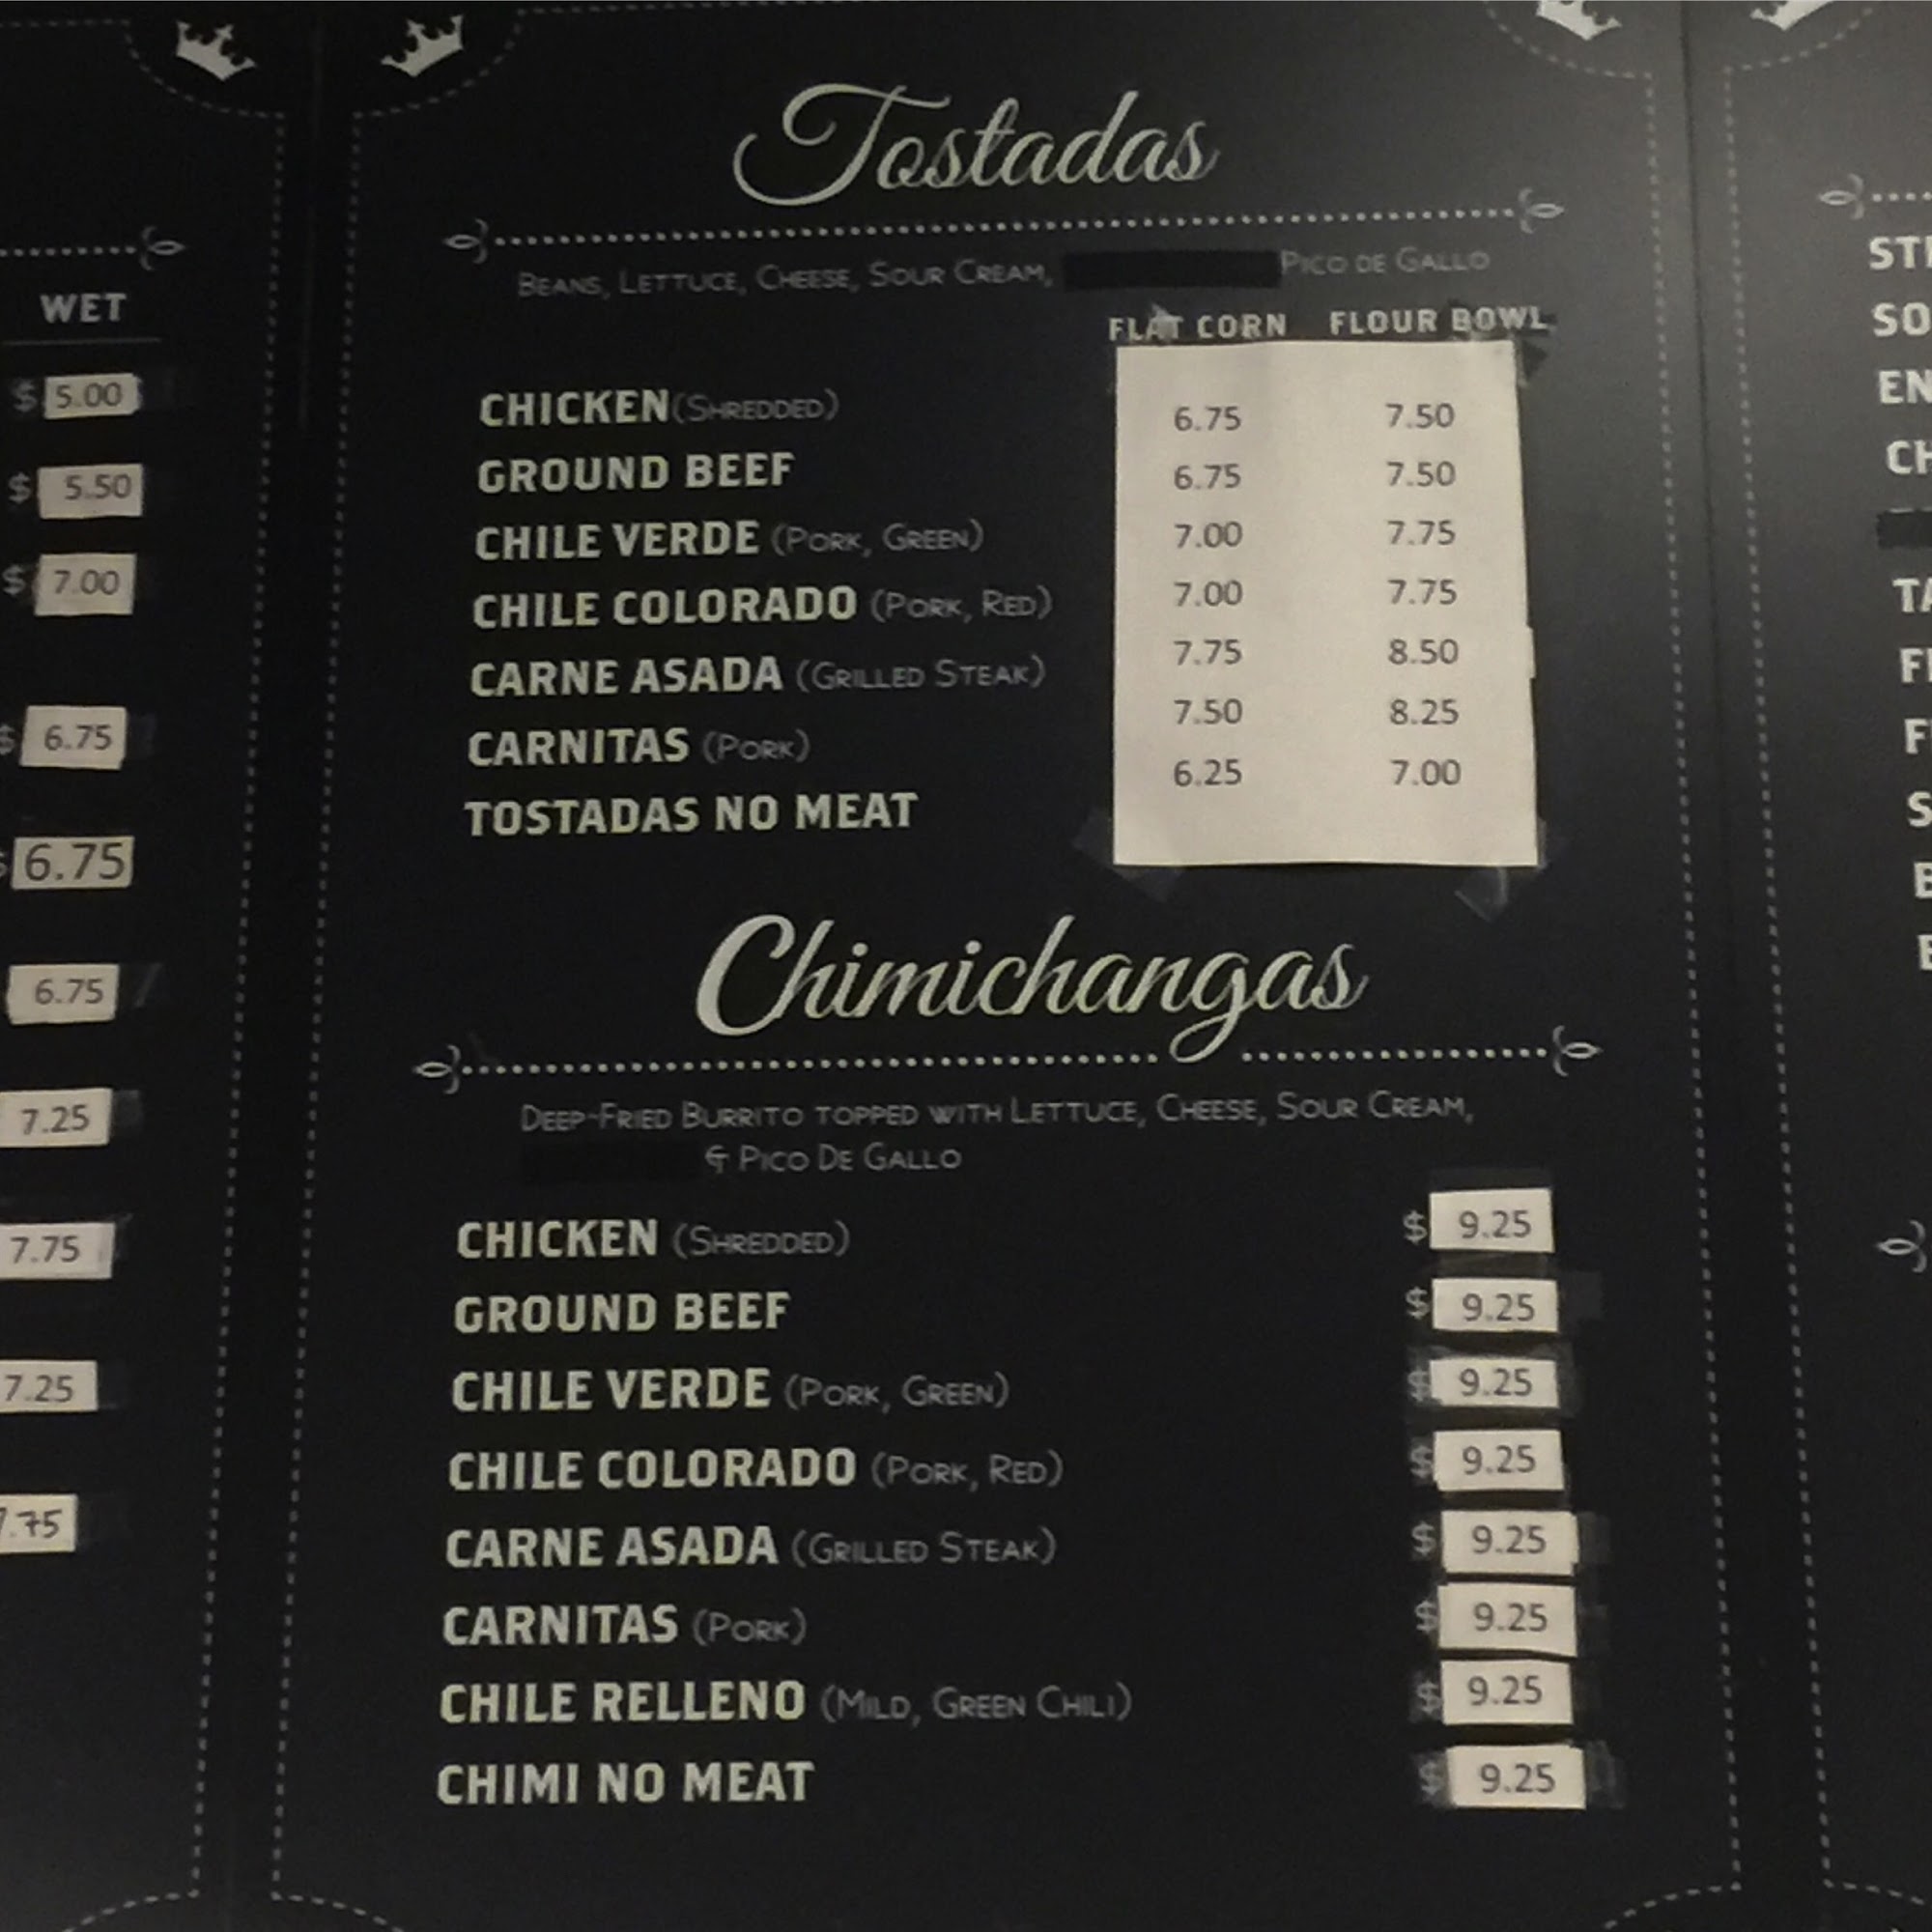 WET
$ 5.00
$ 5.50
$ 7.00
$ 6.75
$ 6.75
6.75
7.25
7.75
7.25
7.75
Tostadas
Beans, Lettuce, Cheese, Sour Cream, Pico de Gallo
FLAT CORN FLOUR BOWL
CHICKEN (Shredded) 6.75 7.50
GROUND BEEF 6.75 7.50
CHILE VERDE (Pork, Green) 7.00 7.75
CHILE COLORADO (Pork, Red) 7.00 7.75
CARNE ASADA (Grilled Steak) 7.75 8.50
CARNITAS (Pork) 7.50 8.25
TOSTADAS NO MEAT 6.25 7.00
Chimichangas
Deep-Fried Burrito topped with Lettuce, Cheese, Sour Cream,
& Pico De Gallo
CHICKEN (Shredded) $ 9.25
GROUND BEEF $ 9.25
CHILE VERDE (Pork, Green) $ 9.25
CHILE COLORADO (Pork, Red) $ 9.25
CARNE ASADA (Grilled Steak) $ 9.25
CARNITAS (Pork) $ 9.25
CHILE RELLENO (Mild, Green Chili) $ 9.25
CHIMI NO MEAT $ 9.25